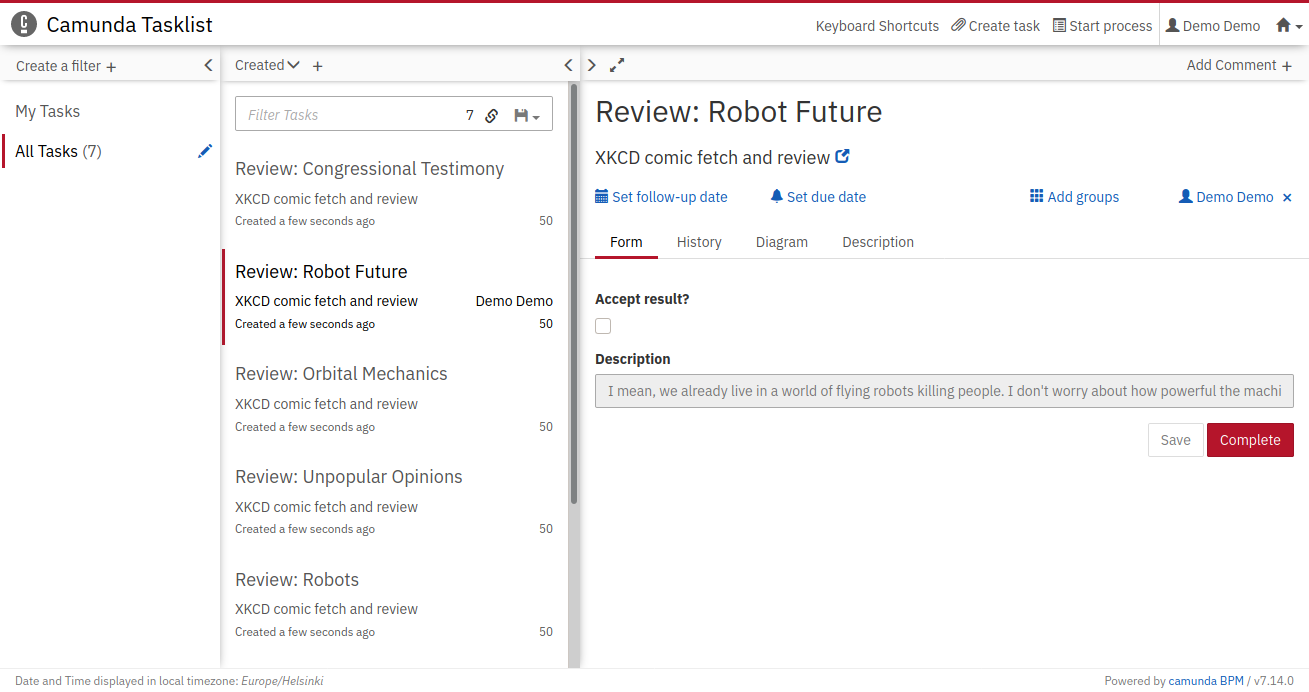 Camunda Tasklist
Keyboard Shortcuts Create task Start process Demo Demo
Create a filter +
My Tasks
All Tasks (7)
Created +
Filter Tasks 7
Review: Congressional Testimony
XKCD comic fetch and review
Created a few seconds ago 50
Review: Robot Future
XKCD comic fetch and review Demo Demo
Created a few seconds ago 50
Review: Orbital Mechanics
XKCD comic fetch and review
Created a few seconds ago 50
Review: Unpopular Opinions
XKCD comic fetch and review
Created a few seconds ago 50
Review: Robots
XKCD comic fetch and review
Created a few seconds ago 50
Add Comment +
Review: Robot Future
XKCD comic fetch and review
Set follow-up date Set due date Add groups Demo Demo ×
Form History Diagram Description
Accept result?
Description
I mean, we already live in a world of flying robots killing people. I don't worry about how powerful the machi
Save Complete
Date and Time displayed in local timezone: Europe/Helsinki
Powered by camunda BPM / v7.14.0